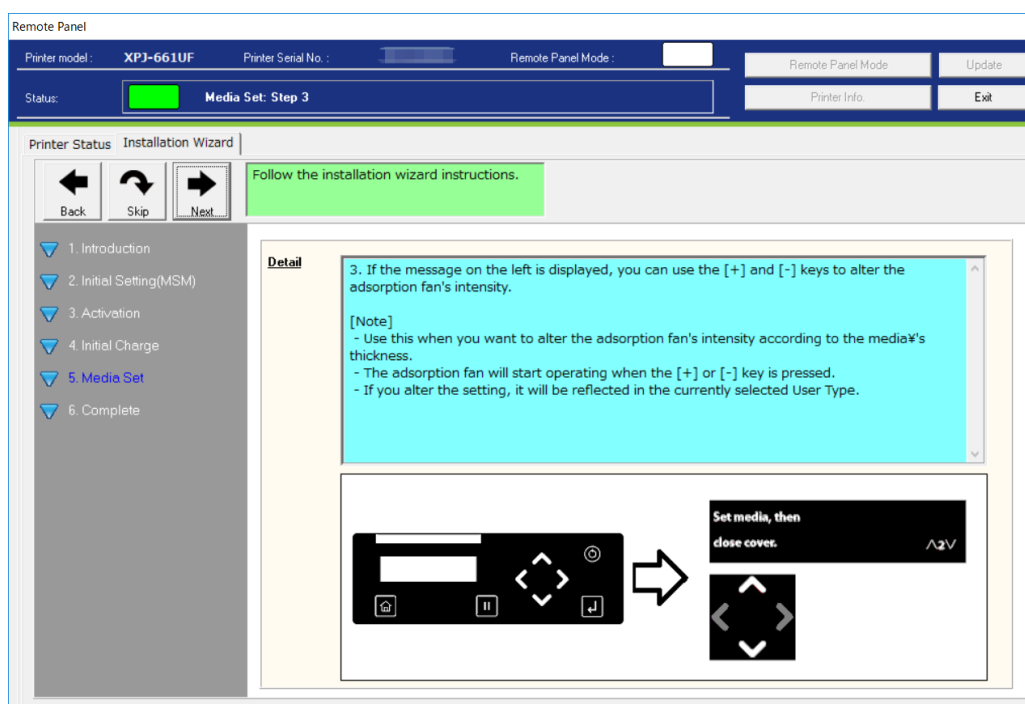 Remote Panel
Printer model : XPJ-661UF Printer Serial No. : Remote Panel Mode : Remote Panel Mode Update
Status: Media Set: Step 3 Printer Info. Exit
Printer Status Installation Wizard
Back Skip Next
Follow the installation wizard instructions.
1. Introduction
2. Initial Setting(MSM)
3. Activation
4. Initial Charge
5. Media Set
6. Complete
Detail
3. If the message on the left is displayed, you can use the [+] and [-] keys to alter the
adsorption fan's intensity.
[Note]
- Use this when you want to alter the adsorption fan's intensity according to the media¥'s
thickness.
- The adsorption fan will start operating when the [+] or [-] key is pressed.
- If you alter the setting, it will be reflected in the currently selected User Type.
Set media, then
close cover. 2